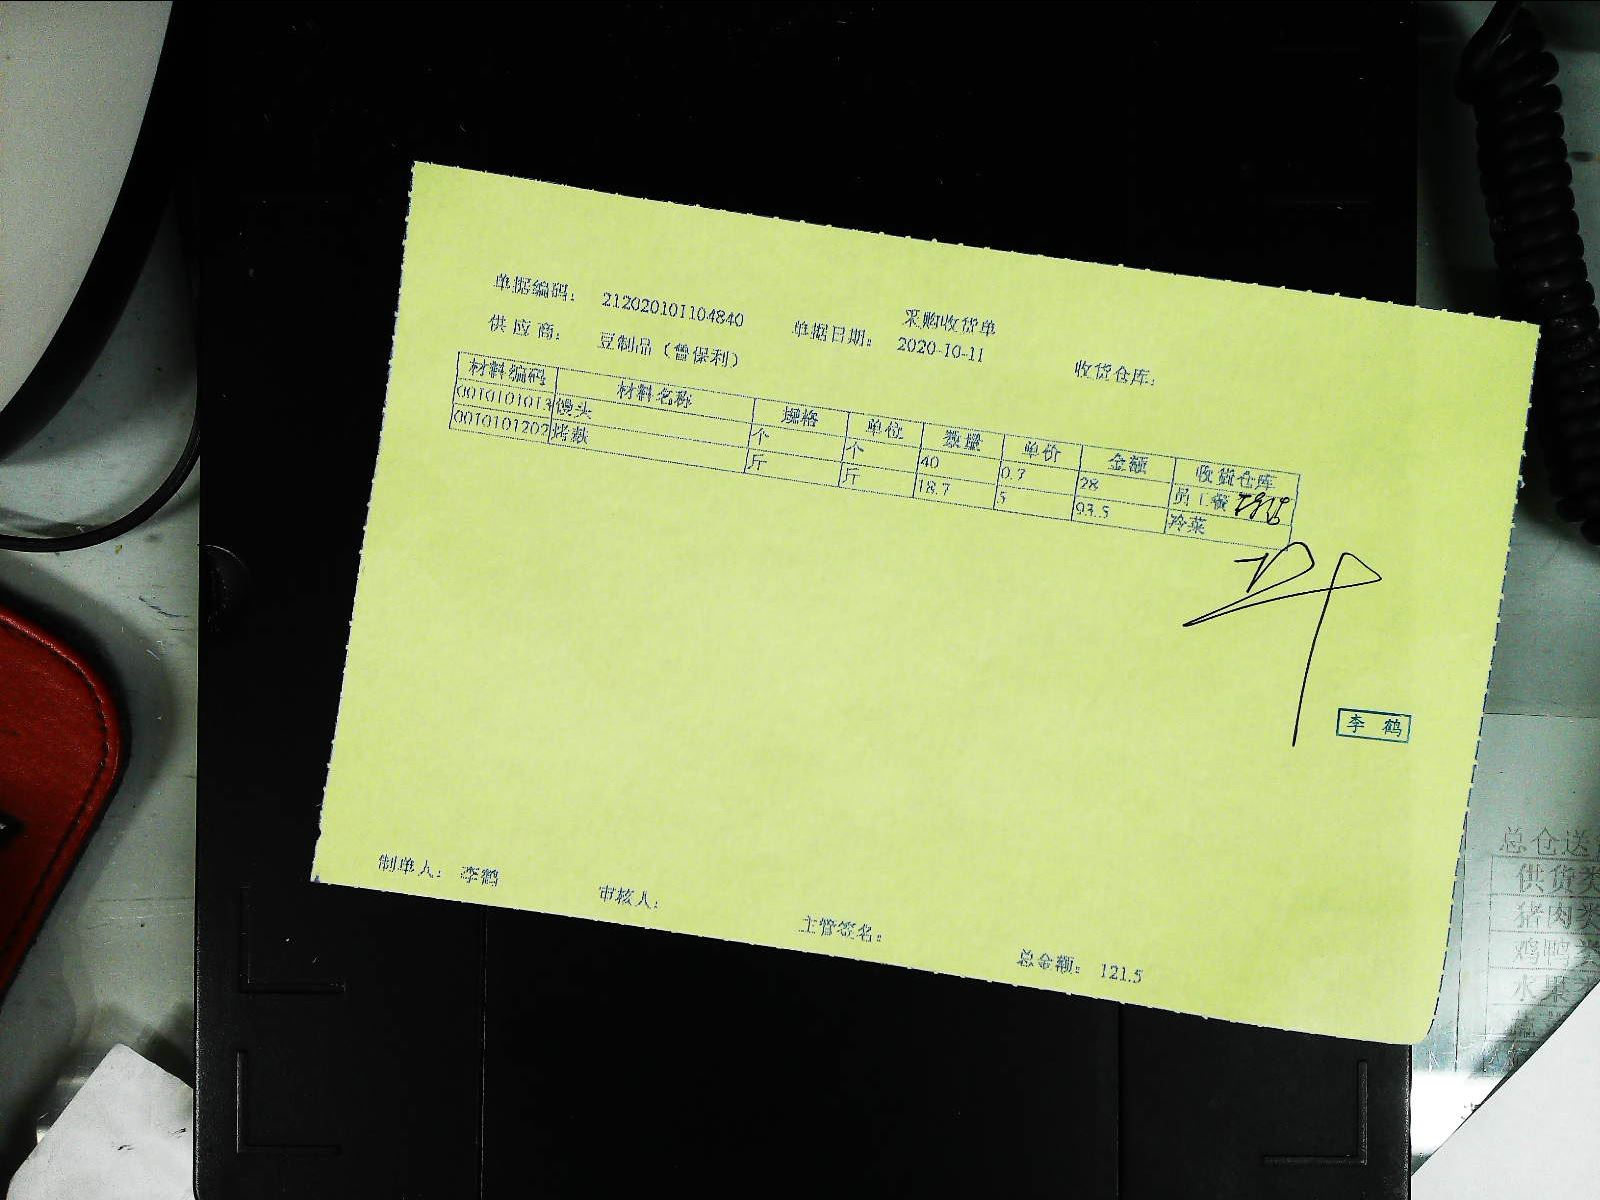 采购收货单
单据编码： 212020101104840 单据日期： 2020-10-11 收货仓库：
供应商： 豆制品（曾保利）
材料编码 材料名称 规格 单位 数量 单价 金额 收货仓库
0010101013 馒头 个 个 40 0.7 28 员工餐
0010101202 烤麸 斤 斤 18.7 5 93.5 冷菜
李鹤
制单人： 李鹤 审核人： 主管签名： 总金额： 121.5
总仓送
供货类
猪肉类
鸡鸭类
水果